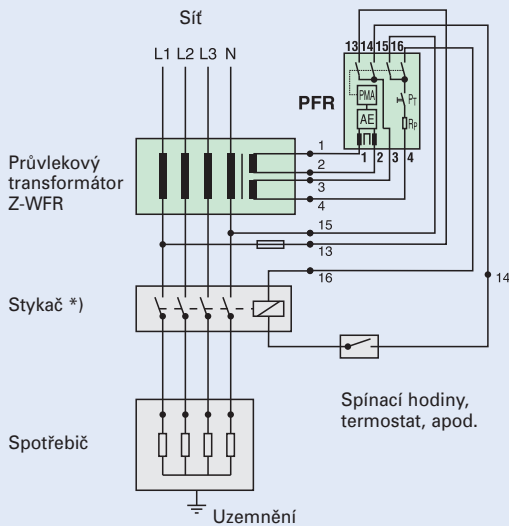 Síť
L1 L2 L3 N
13 14 15 16
PFR
PMA
PT
AE
RP
1 2 3 4
Průvlekový
transformátor
Z-WFR
1
2
3
4
15
13
16
14
Stykač *)
Spínací hodiny,
termostat, apod.
Spotřebič
Uzemnění